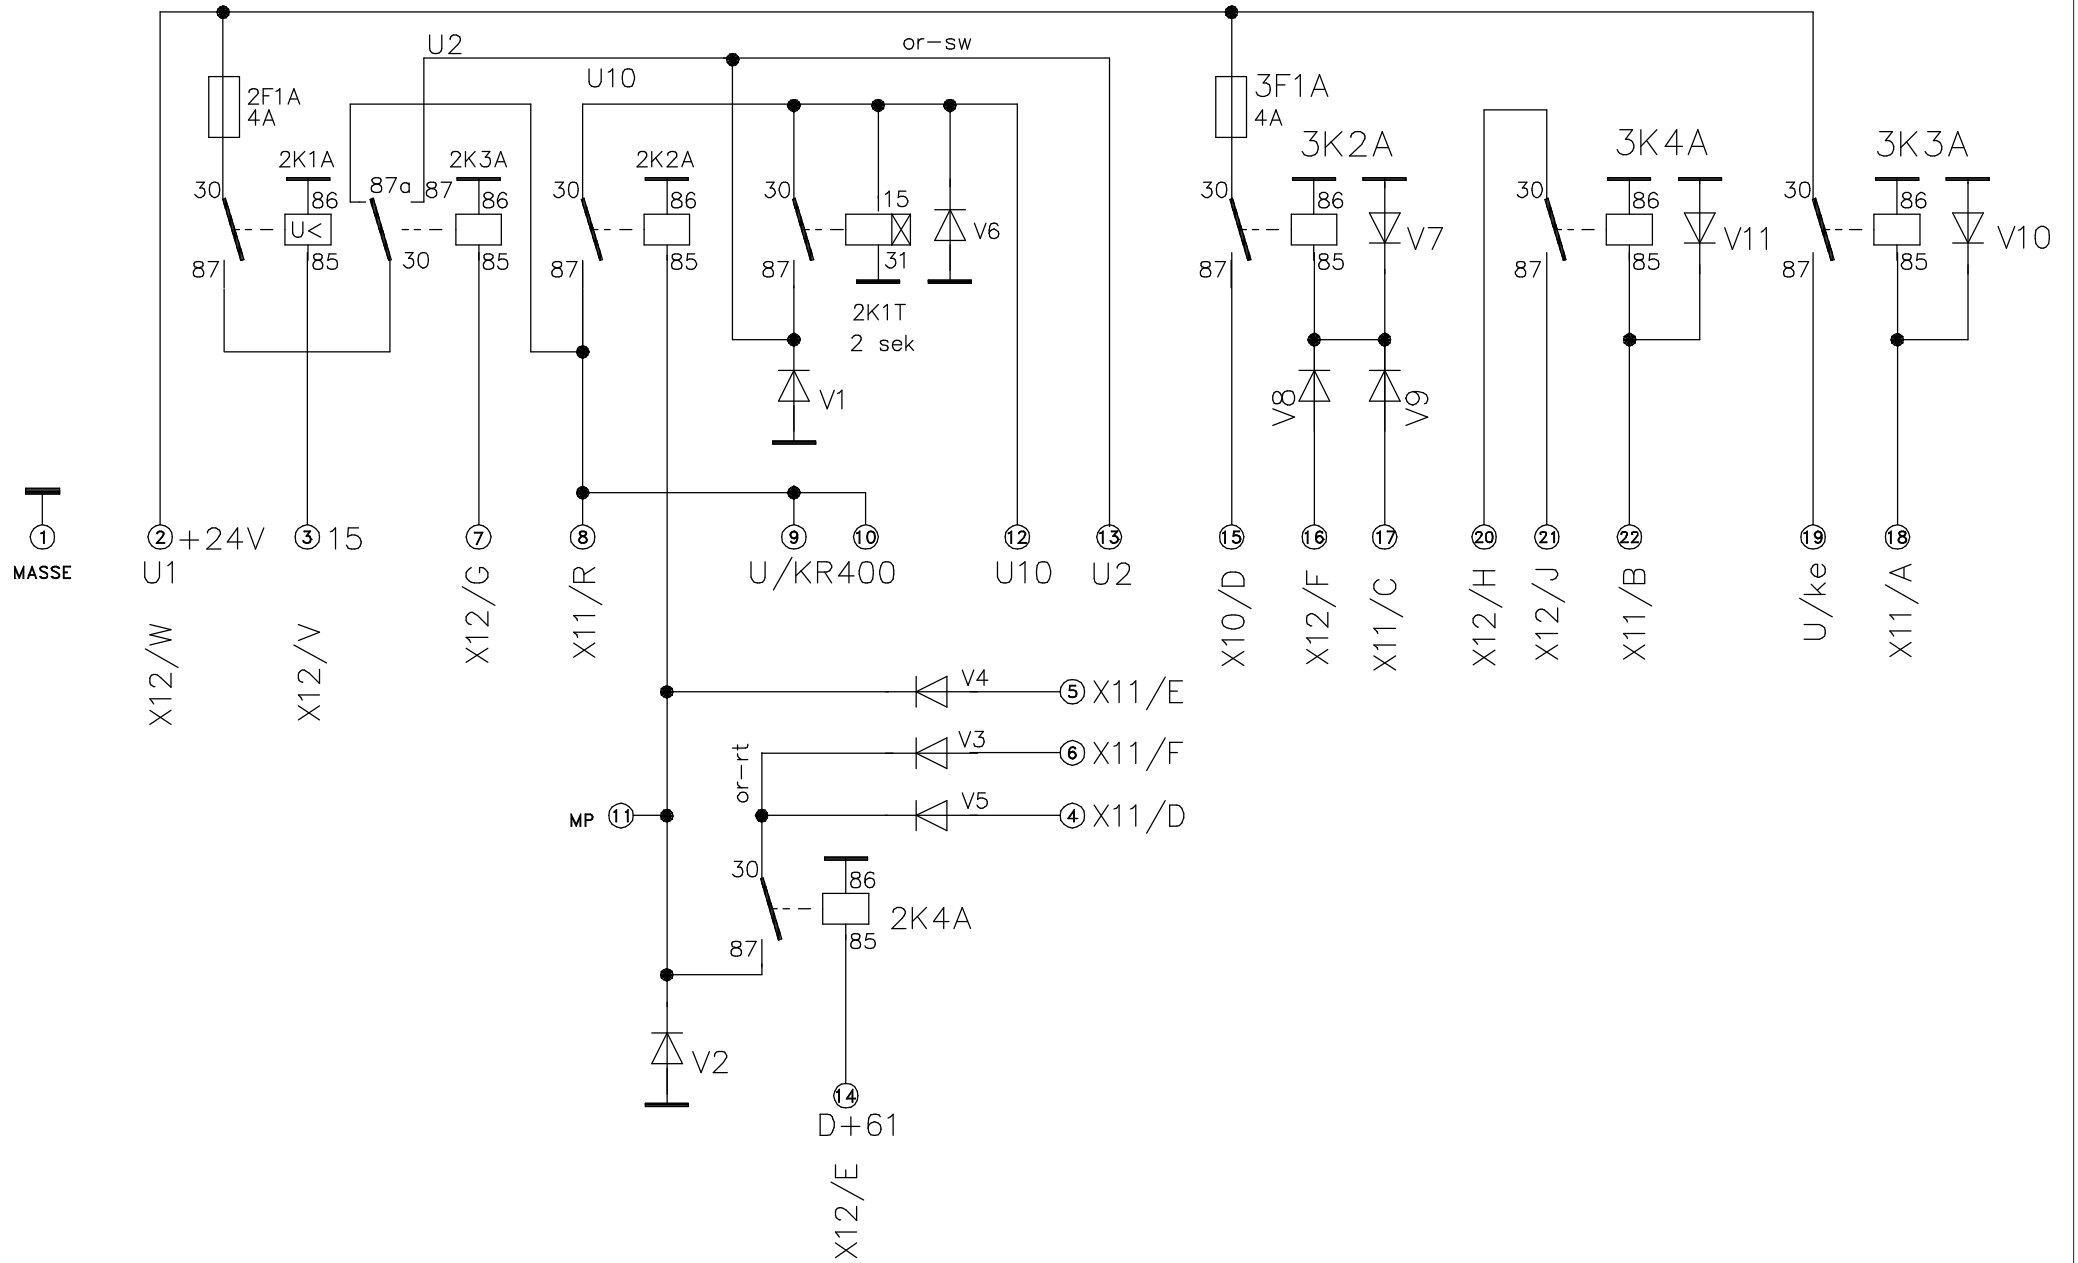 U2
or-sw
U10
2F1A
4A
3F1A
4A
2K1A
2K3A
2K2A
3K2A
3K4A
3K3A
30
86
87a
87
86
30
86
30
15
30
86
30
86
30
86
U<
V6
V7
V11
V10
87
85
30
85
87
85
87
31
87
85
87
85
87
85
2K1T
2 sek
V1
V8
V9
1
2
+24V
3
15
7
8
9
10
12
13
15
16
17
20
21
22
19
18
MASSE
U1
U/KR400
U10
U2
X12/W
X12/V
X12/G
X11/R
X10/D
X12/F
X11/C
X12/H
X12/J
X11/B
U/ke
X11/A
V4
5
X11/E
or-rt
V3
6
X11/F
MP
11
V5
4
X11/D
30
86
2K4A
87
85
V2
14
D+61
X12/E